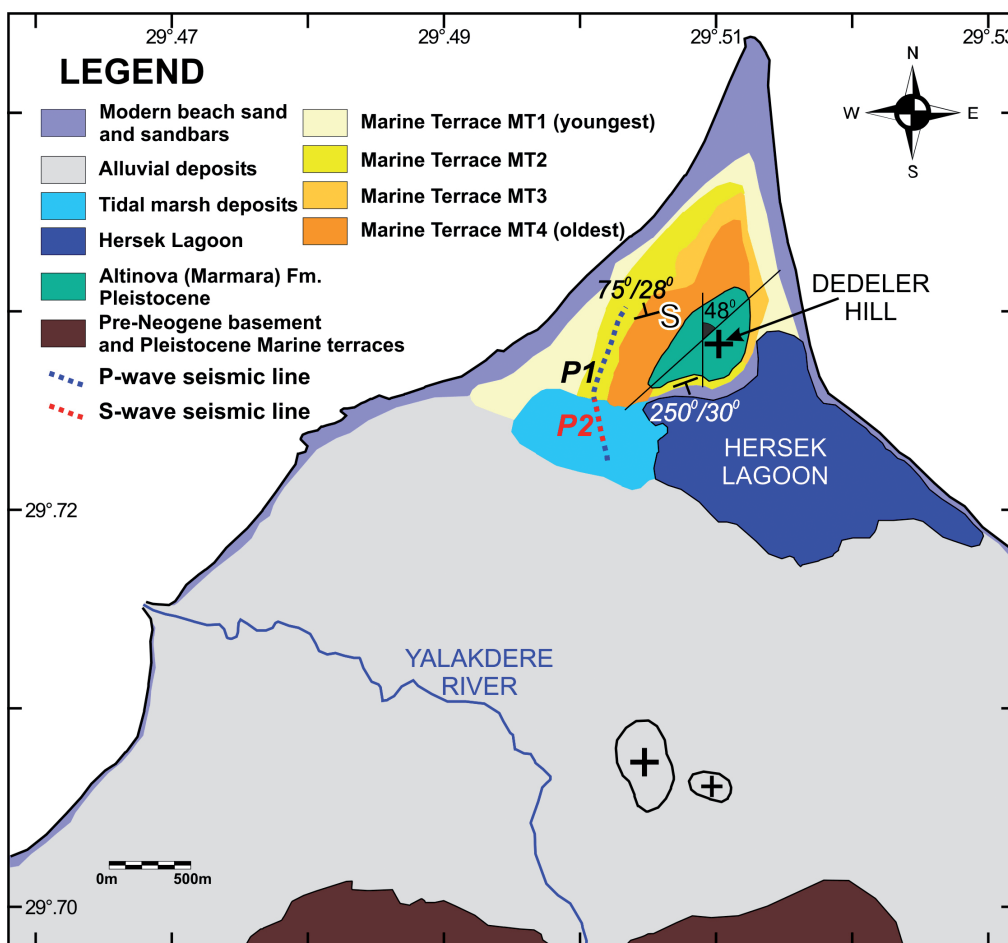 29°.47
29°.49
29°.51
29°.53
LEGEND
Modern beach sand
and sandbars
Alluvial deposits
Tidal marsh deposits
Hersek Lagoon
Altinova (Marmara) Fm.
Pleistocene
Pre-Neogene basement
and Pleistocene Marine terraces
P-wave seismic line
S-wave seismic line
Marine Terrace MT1 (youngest)
Marine Terrace MT2
Marine Terrace MT3
Marine Terrace MT4 (oldest)
N
W
E
S
75⁰/28⁰
S
48⁰
DEDELER
HILL
P1
P2
250⁰/30⁰
HERSEK
LAGOON
29°.72
YALAKDERE
RIVER
0m
500m
29°.70